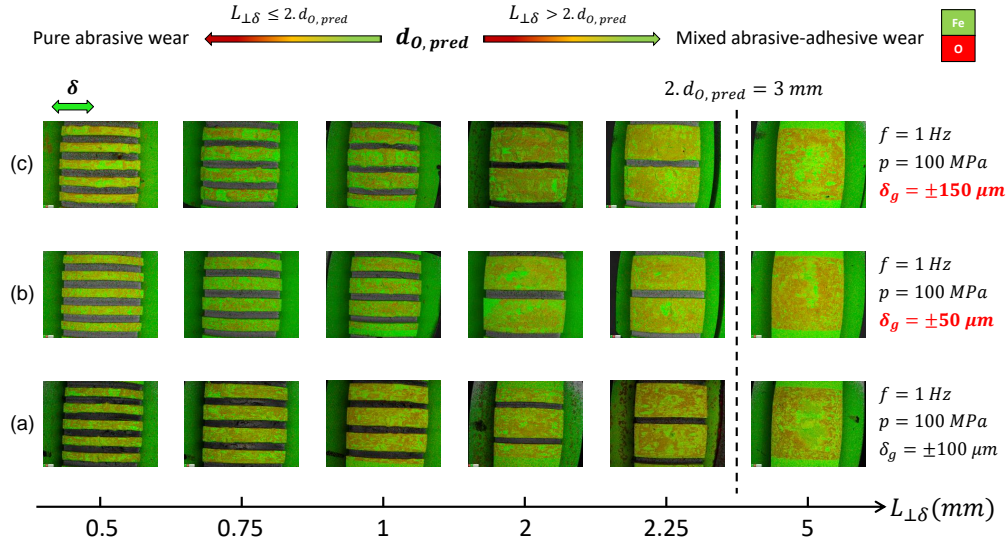 L⊥δ ≤ 2. dO, pred
dO, pred
L⊥δ > 2. dO, pred
Pure abrasive wear
Mixed abrasive-adhesive wear
Fe
O
δ
2. dO, pred = 3 mm
(c)
f = 1 Hz
p = 100 MPa
δg = ±150 μm
(b)
f = 1 Hz
p = 100 MPa
δg = ±50 μm
(a)
f = 1 Hz
p = 100 MPa
δg = ±100 μm
0.5 0.75 1 2 2.25 5
L⊥δ(mm)